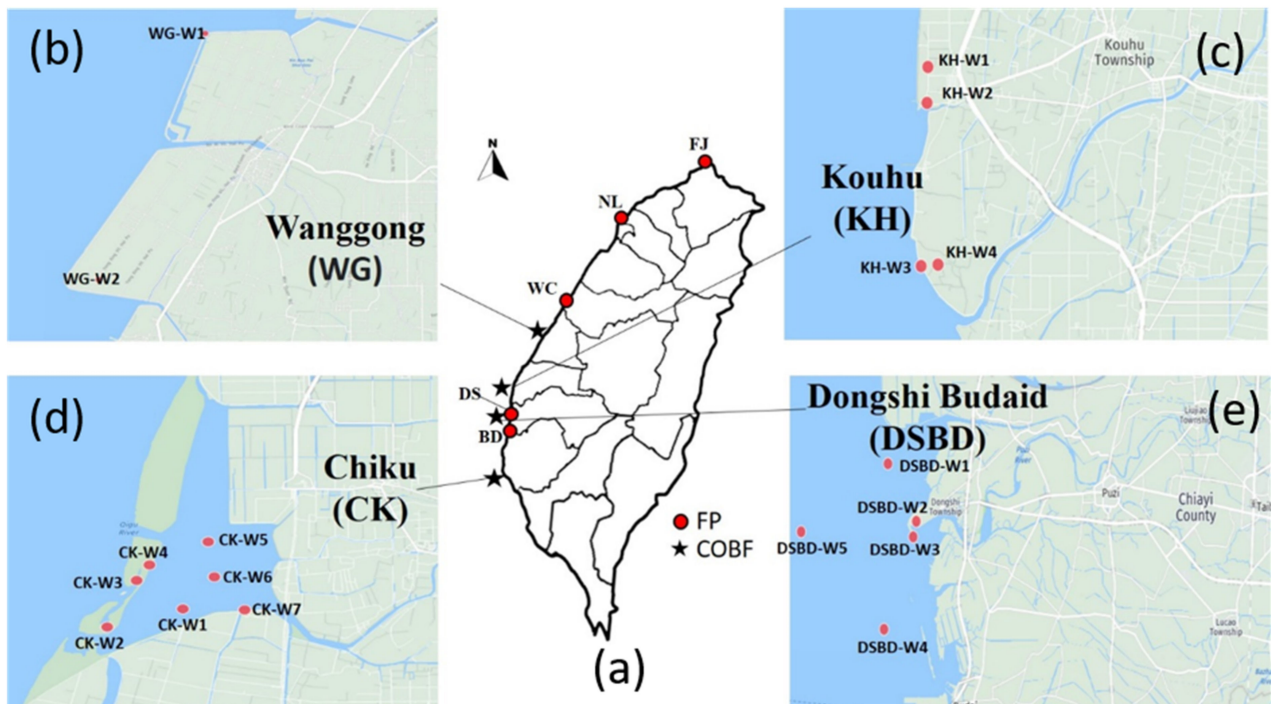 (b)
WG-W1
WG-W2
Wanggong
(WG)
N
FJ
NL
WC
DS
BD
FP
COBF
(a)
(c)
KH-W1
KH-W2
Kouhu
Township
KH-W3
KH-W4
Kouhu
(KH)
(d)
Chiku
(CK)
CK-W4
CK-W5
CK-W3
CK-W6
CK-W1
CK-W7
CK-W2
Dongshi Budaid
(DSBD)
(e)
Township
DSBD-W1
DSBD-W2
Dongshi
Township
DSBD-W5
DSBD-W3
DSBD-W4
River
Puzi
Chiayi
County
Lucao
Township